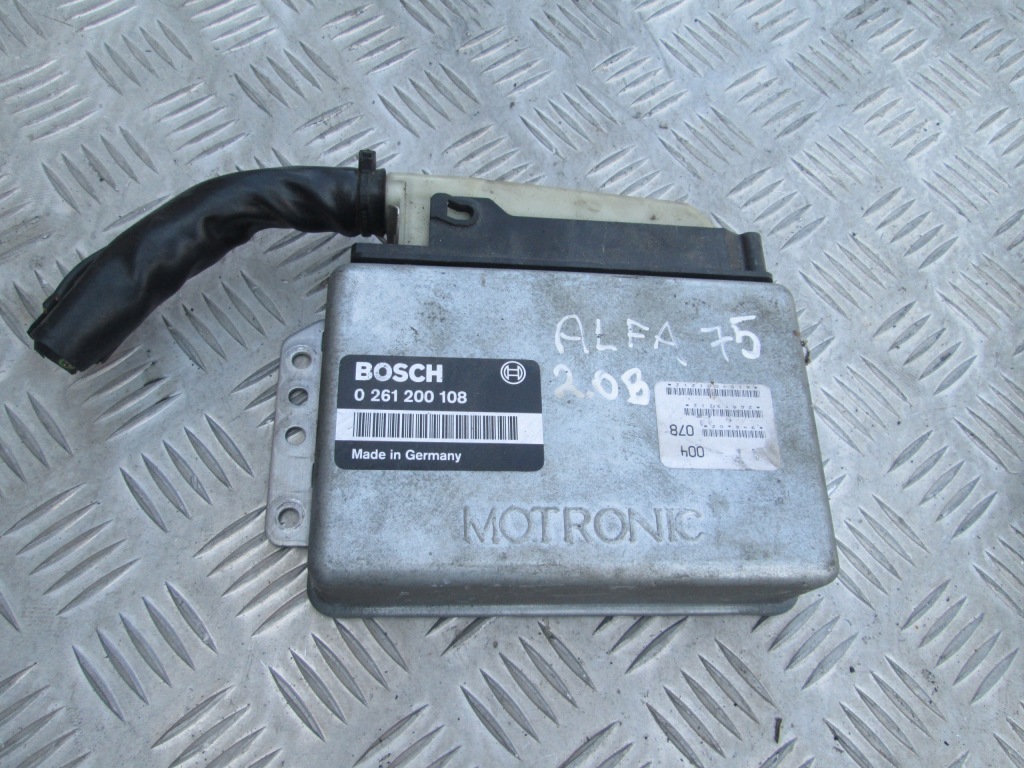 ALFA 75
2.0B
BOSCH
0 261 200 108
Made in Germany
078
004
MOTRONIC